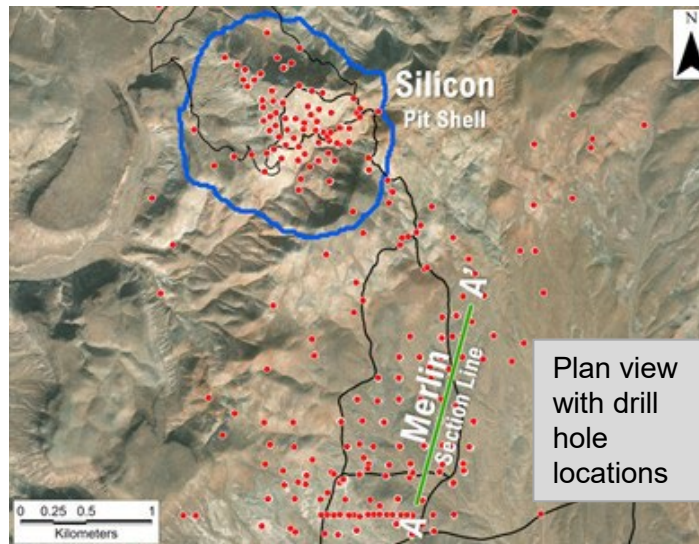 N
Silicon
Pit Shell
A'
Merlin
Section Line
A
Plan view
with drill
hole
locations
0 0.25 0.5 1
Kilometers